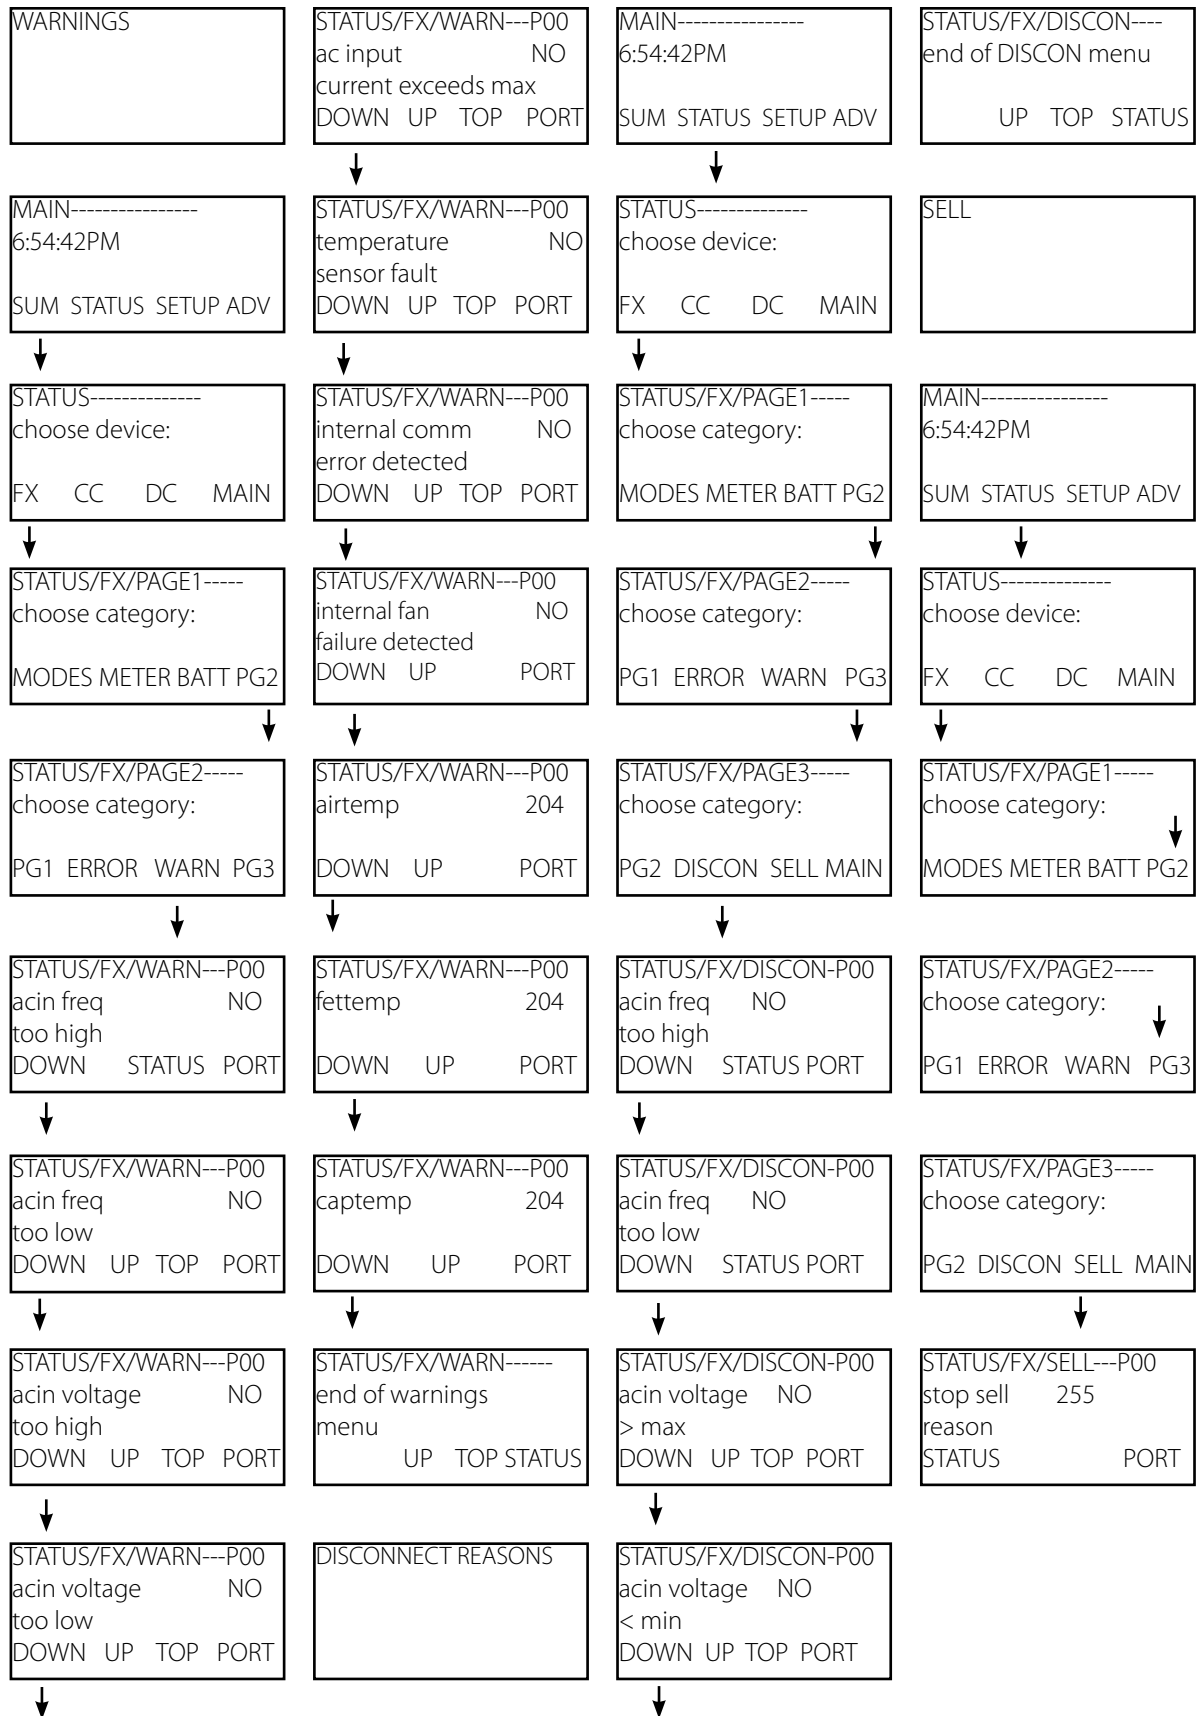 WARNINGS
MAIN----------------
6:54:42PM
SUM STATUS SETUP ADV
STATUS--------------
choose device:
FX CC DC MAIN
STATUS/FX/PAGE1-----
choose category:
MODES METER BATT PG2
STATUS/FX/PAGE2-----
choose category:
PG1 ERROR WARN PG3
STATUS/FX/WARN---P00
acin freq NO
too high
DOWN STATUS PORT
STATUS/FX/WARN---P00
acin freq NO
too low
DOWN UP TOP PORT
STATUS/FX/WARN---P00
acin voltage NO
too high
DOWN UP TOP PORT
STATUS/FX/WARN---P00
acin voltage NO
too low
DOWN UP TOP PORT
STATUS/FX/WARN---P00
ac input NO
current exceeds max
DOWN UP TOP PORT
STATUS/FX/WARN---P00
temperature NO
sensor fault
DOWN UP TOP PORT
STATUS/FX/WARN---P00
internal comm NO
error detected
DOWN UP TOP PORT
STATUS/FX/WARN---P00
internal fan NO
failure detected
DOWN UP PORT
STATUS/FX/WARN---P00
airtemp 204
DOWN UP PORT
STATUS/FX/WARN---P00
fettemp 204
DOWN UP PORT
STATUS/FX/WARN---P00
captemp 204
DOWN UP PORT
STATUS/FX/WARN------
end of warnings
menu
UP TOP STATUS
DISCONNECT REASONS
MAIN----------------
6:54:42PM
SUM STATUS SETUP ADV
STATUS--------------
choose device:
FX CC DC MAIN
STATUS/FX/PAGE1-----
choose category:
MODES METER BATT PG2
STATUS/FX/PAGE2-----
choose category:
PG1 ERROR WARN PG3
STATUS/FX/PAGE3-----
choose category:
PG2 DISCON SELL MAIN
STATUS/FX/DISCON-P00
acin freq NO
too high
DOWN STATUS PORT
STATUS/FX/DISCON-P00
acin freq NO
too low
DOWN STATUS PORT
STATUS/FX/DISCON-P00
acin voltage NO
> max
DOWN UP TOP PORT
STATUS/FX/DISCON-P00
acin voltage NO
< min
DOWN UP TOP PORT
STATUS/FX/DISCON----
end of DISCON menu
UP TOP STATUS
SELL
MAIN----------------
6:54:42PM
SUM STATUS SETUP ADV
STATUS--------------
choose device:
FX CC DC MAIN
STATUS/FX/PAGE1-----
choose category:
MODES METER BATT PG2
STATUS/FX/PAGE2-----
choose category:
PG1 ERROR WARN PG3
STATUS/FX/PAGE3-----
choose category:
PG2 DISCON SELL MAIN
STATUS/FX/SELL---P00
stop sell 255
reason
STATUS PORT